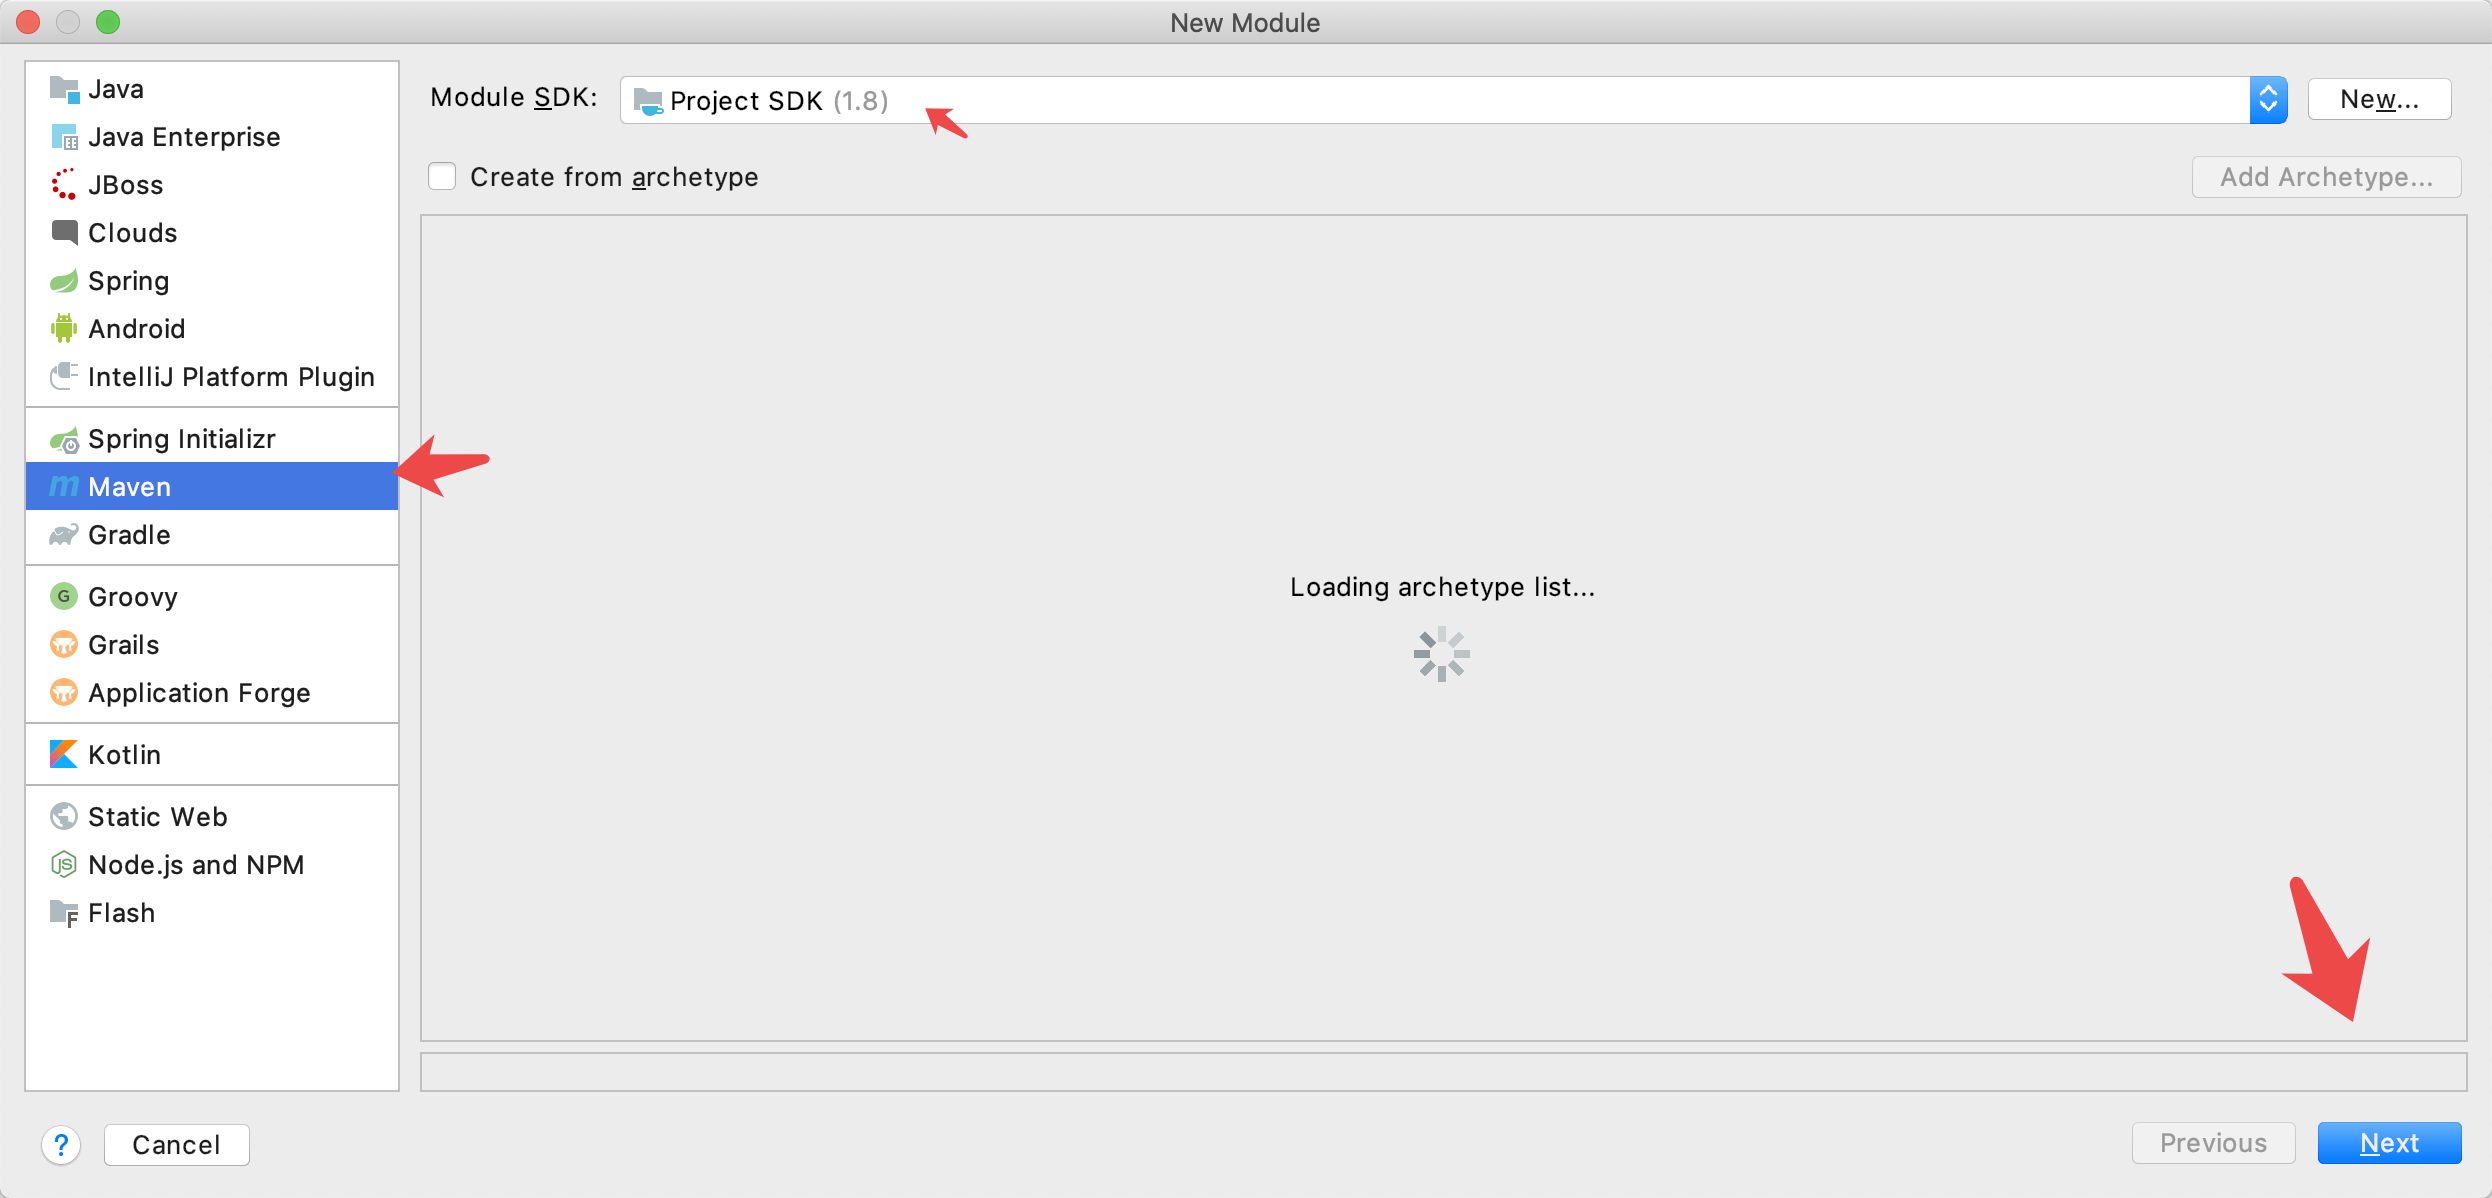 New Module
Java
Java Enterprise
JBoss
Clouds
Spring
Android
IntelliJ Platform Plugin
Spring Initializr
m Maven
Gradle
G Groovy
Grails
Application Forge
Kotlin
Static Web
JS Node.js and NPM
F Flash
Module SDK:
Project SDK (1.8)
New...
Create from archetype
Add Archetype...
Loading archetype list...
?
Cancel
Previous
Next